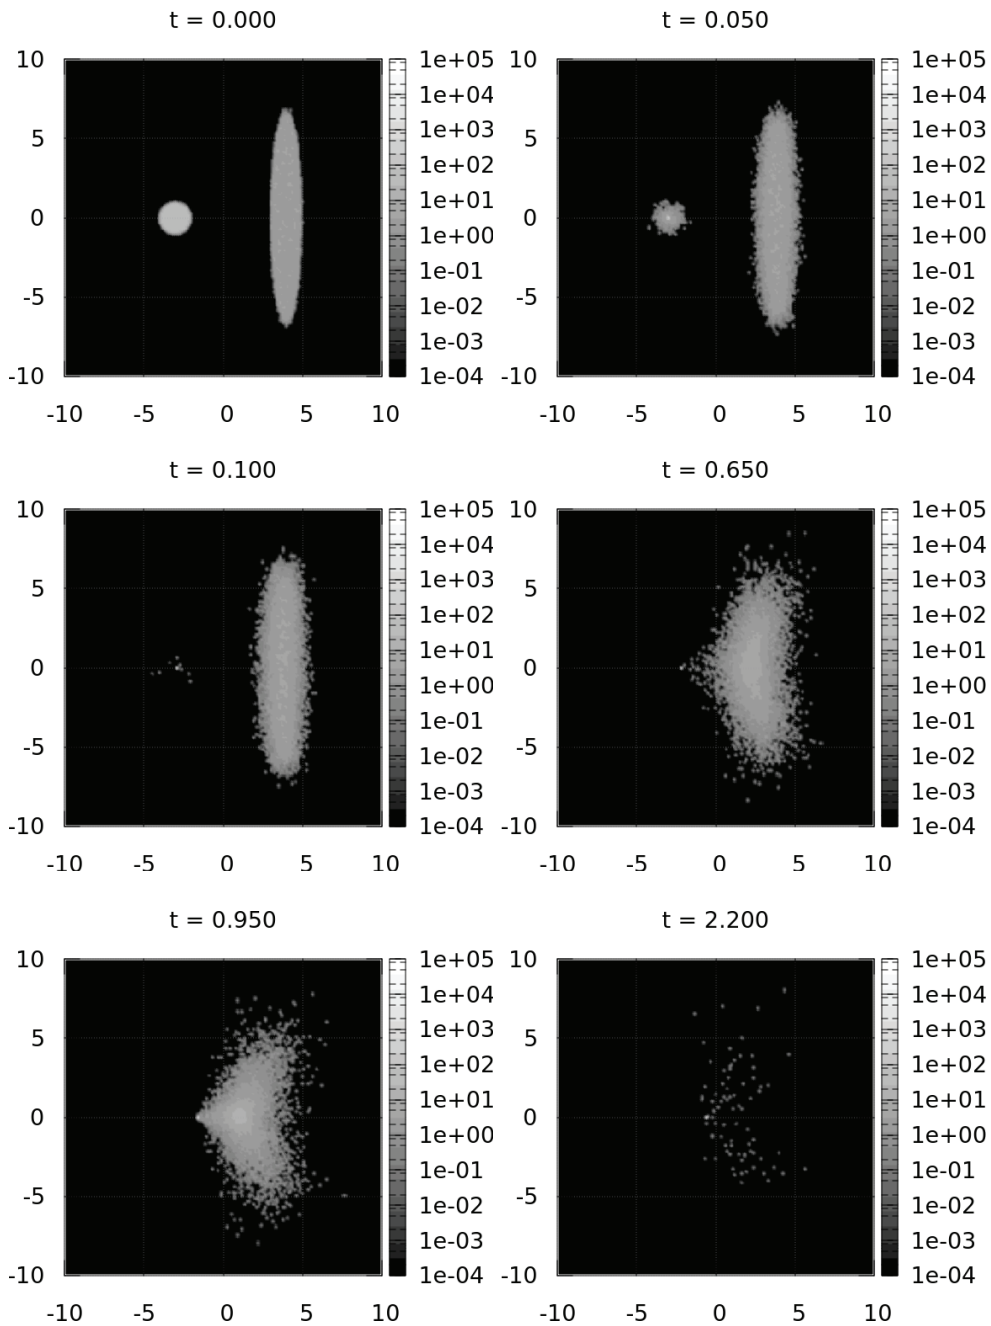 t = 0.000
t = 0.050
10
5
0
-5
-10
-10 -5 0 5 10
1e+05
1e+04
1e+03
1e+02
1e+01
1e+00
1e-01
1e-02
1e-03
1e-04
10
5
0
-5
-10
-10 -5 0 5 10
1e+05
1e+04
1e+03
1e+02
1e+01
1e+00
1e-01
1e-02
1e-03
1e-04
t = 0.100
t = 0.650
10
5
0
-5
-10
-10 -5 0 5 10
1e+05
1e+04
1e+03
1e+02
1e+01
1e+00
1e-01
1e-02
1e-03
1e-04
10
5
0
-5
-10
-10 -5 0 5 10
1e+05
1e+04
1e+03
1e+02
1e+01
1e+00
1e-01
1e-02
1e-03
1e-04
t = 0.950
t = 2.200
10
5
0
-5
-10
-10 -5 0 5 10
1e+05
1e+04
1e+03
1e+02
1e+01
1e+00
1e-01
1e-02
1e-03
1e-04
10
5
0
-5
-10
-10 -5 0 5 10
1e+05
1e+04
1e+03
1e+02
1e+01
1e+00
1e-01
1e-02
1e-03
1e-04